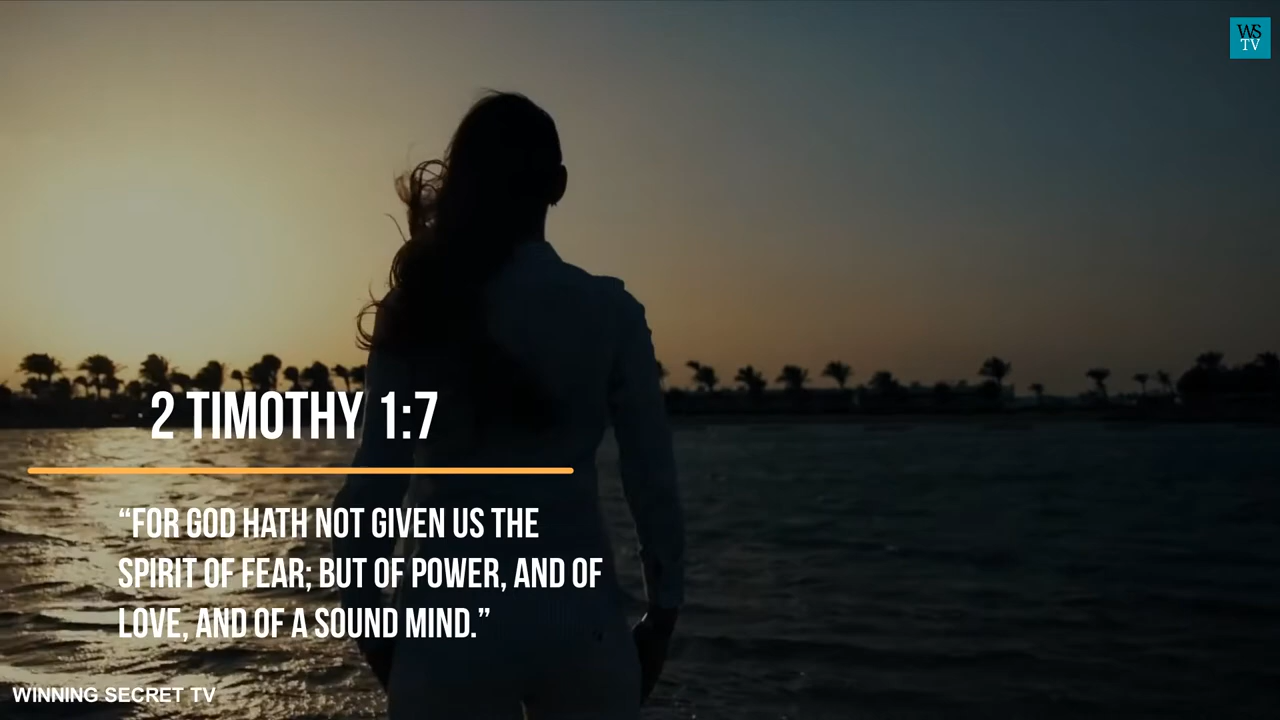 WS
TV
2 TIMOTHY 1:7
“FOR GOD HATH NOT GIVEN US THE
SPIRIT OF FEAR; BUT OF POWER, AND OF
LOVE, AND OF A SOUND MIND.”
WINNING SECRET TV